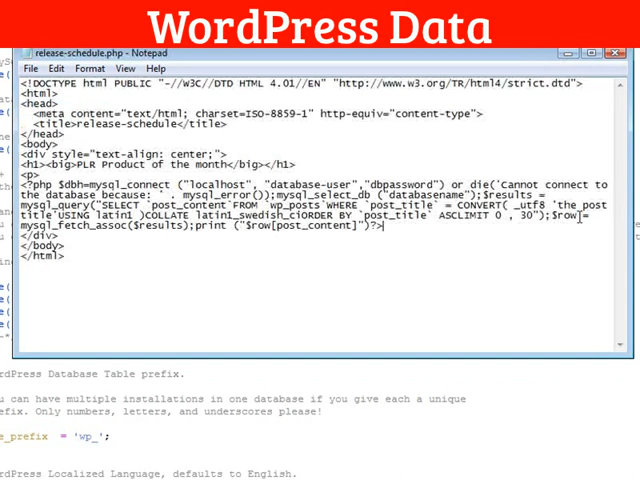 WordPress Data
release-schedule.php - Notepad
File Edit Format View Help
<!DOCTYPE html PUBLIC "-//W3C//DTD HTML 4.01//EN" "http://www.w3.org/TR/html4/strict.dtd">
<html>
<head>
<meta content="text/html; charset=ISO-8859-1" http-equiv="content-type">
<title>release-schedule</title>
</head>
<body>
<div style="text-align: center;">
<h1><big>PLR Product of the month</big></h1>
<p>
<?php $dbh=mysql_connect ("localhost", "database-user","dbpassword") or die('Cannot connect to
the database because: ' . mysql_error());mysql_select_db ("databasename");$results =
mysql_query("SELECT `post_content`FROM `wp_posts`WHERE `post_title` = CONVERT( _utf8 'the_post
title'USING latin1 )COLLATE latin1_swedish_ciORDER BY `post_title` ASCLIMIT 0 , 30");$row =
mysql_fetch_assoc($results);print ("$row[post_content]")?>
</div>
</body>
</html>
rdPress Database Table prefix.
u can have multiple installations in one database if you give each a unique
efix. Only numbers, letters, and underscores please!
e_prefix = 'wp_';
rdPress Localized Language, defaults to English.